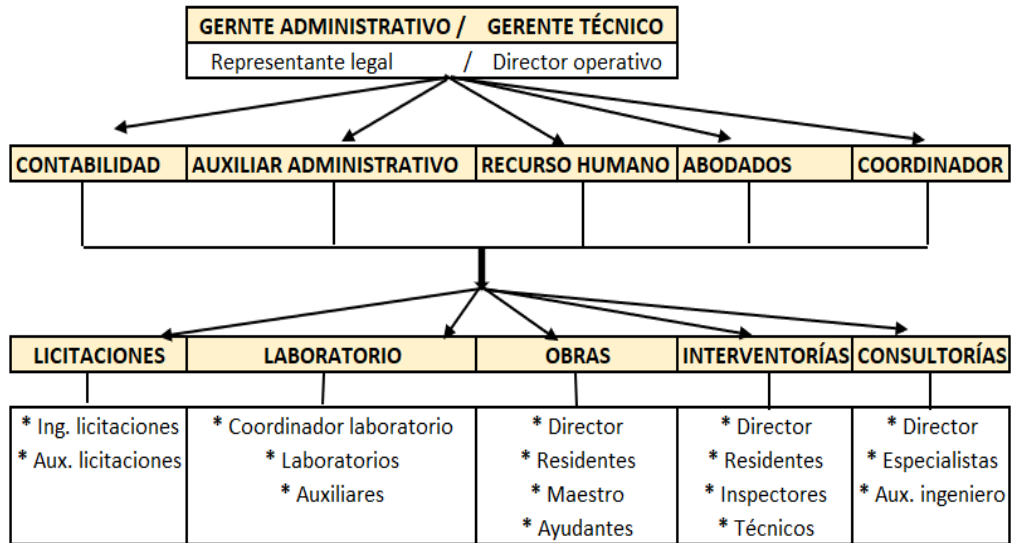 GERNTE ADMINISTRATIVO / GERENTE TÉCNICO
Representante legal / Director operativo
CONTABILIDAD AUXILIAR ADMINISTRATIVO RECURSO HUMANO ABODADOS COORDINADOR
LICITACIONES LABORATORIO OBRAS INTERVENTORÍAS CONSULTORÍAS
* Ing. licitaciones * Coordinador laboratorio * Director * Director * Director
* Aux. licitaciones * Laboratorios * Residentes * Residentes * Especialistas
* Auxiliares * Maestro * Inspectores * Aux. ingeniero
* Ayudantes * Técnicos